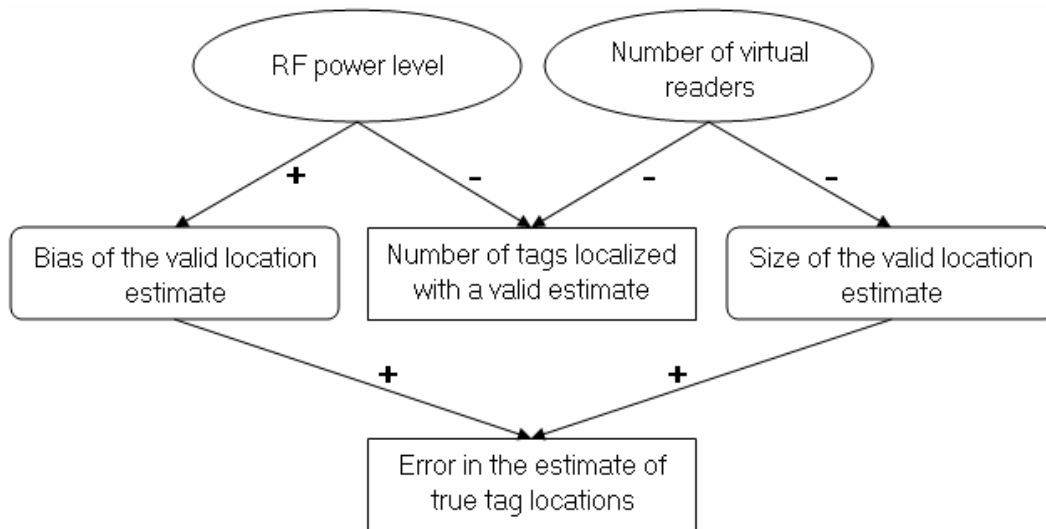 RF power level
Number of virtual
readers
+
-
-
-
Bias of the valid location
estimate
Number of tags localized
with a valid estimate
Size of the valid location
estimate
+
+
Error in the estimate of
true tag locations